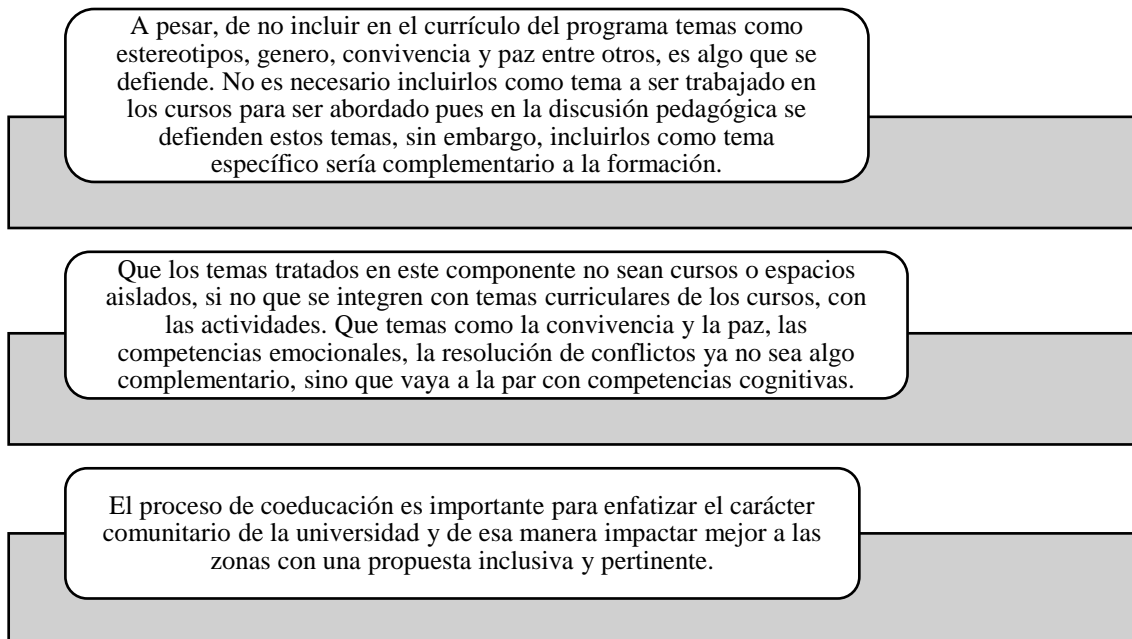 A pesar, de no incluir en el currículo del programa temas como
estereotipos, genero, convivencia y paz entre otros, es algo que se
defiende. No es necesario incluirlos como tema a ser trabajado en
los cursos para ser abordado pues en la discusión pedagógica se
defienden estos temas, sin embargo, incluirlos como tema
específico sería complementario a la formación.
Que los temas tratados en este componente no sean cursos o espacios
aislados, si no que se integren con temas curriculares de los cursos, con
las actividades. Que temas como la convivencia y la paz, las
competencias emocionales, la resolución de conflictos ya no sea algo
complementario, sino que vaya a la par con competencias cognitivas.
El proceso de coeducación es importante para enfatizar el carácter
comunitario de la universidad y de esa manera impactar mejor a las
zonas con una propuesta inclusiva y pertinente.